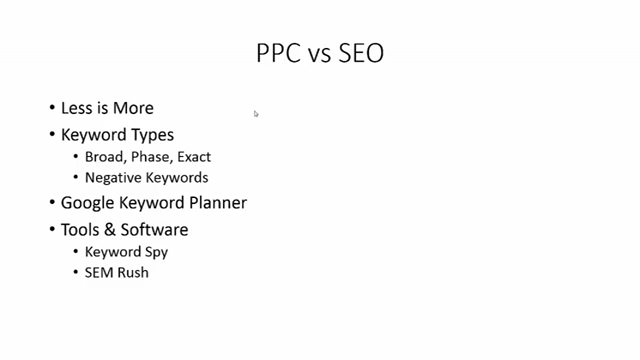 PPC vs SEO
• Less is More
• Keyword Types
• Broad, Phase, Exact
• Negative Keywords
• Google Keyword Planner
• Tools & Software
• Keyword Spy
• SEM Rush